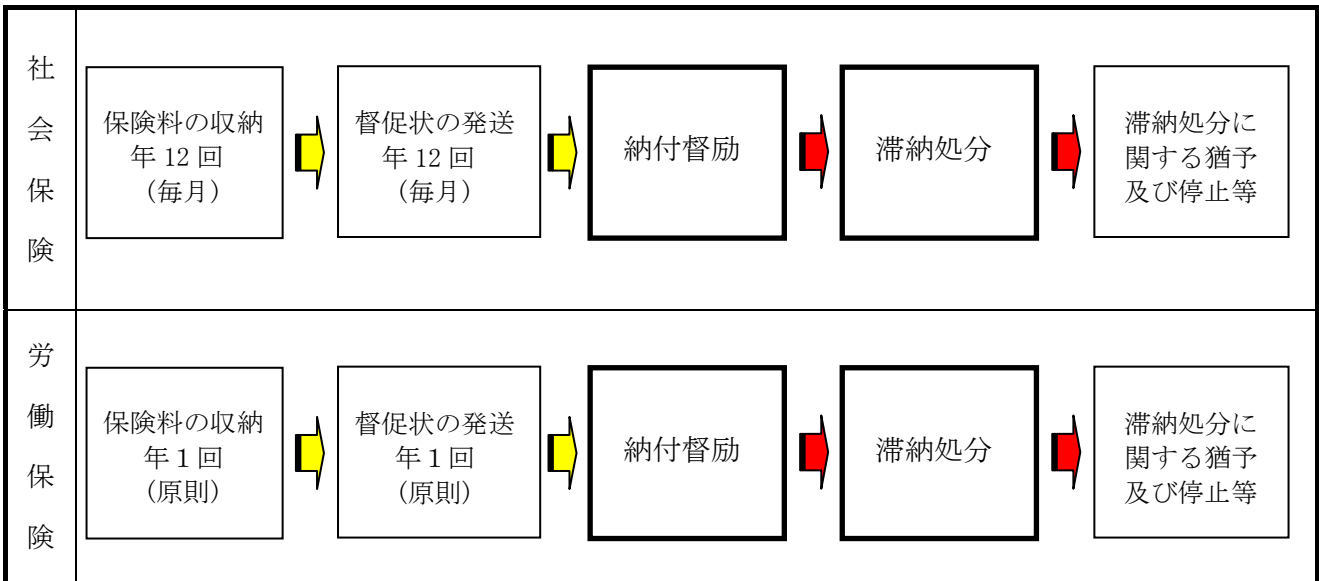 社会保険
保険料の収納
年 12 回
（毎月）
督促状の発送
年 12 回
（毎月）
納付督励
滞納処分
滞納処分に
関する猶予
及び停止等
労働保険
保険料の収納
年１回
（原則）
督促状の発送
年１回
（原則）
納付督励
滞納処分
滞納処分に
関する猶予
及び停止等